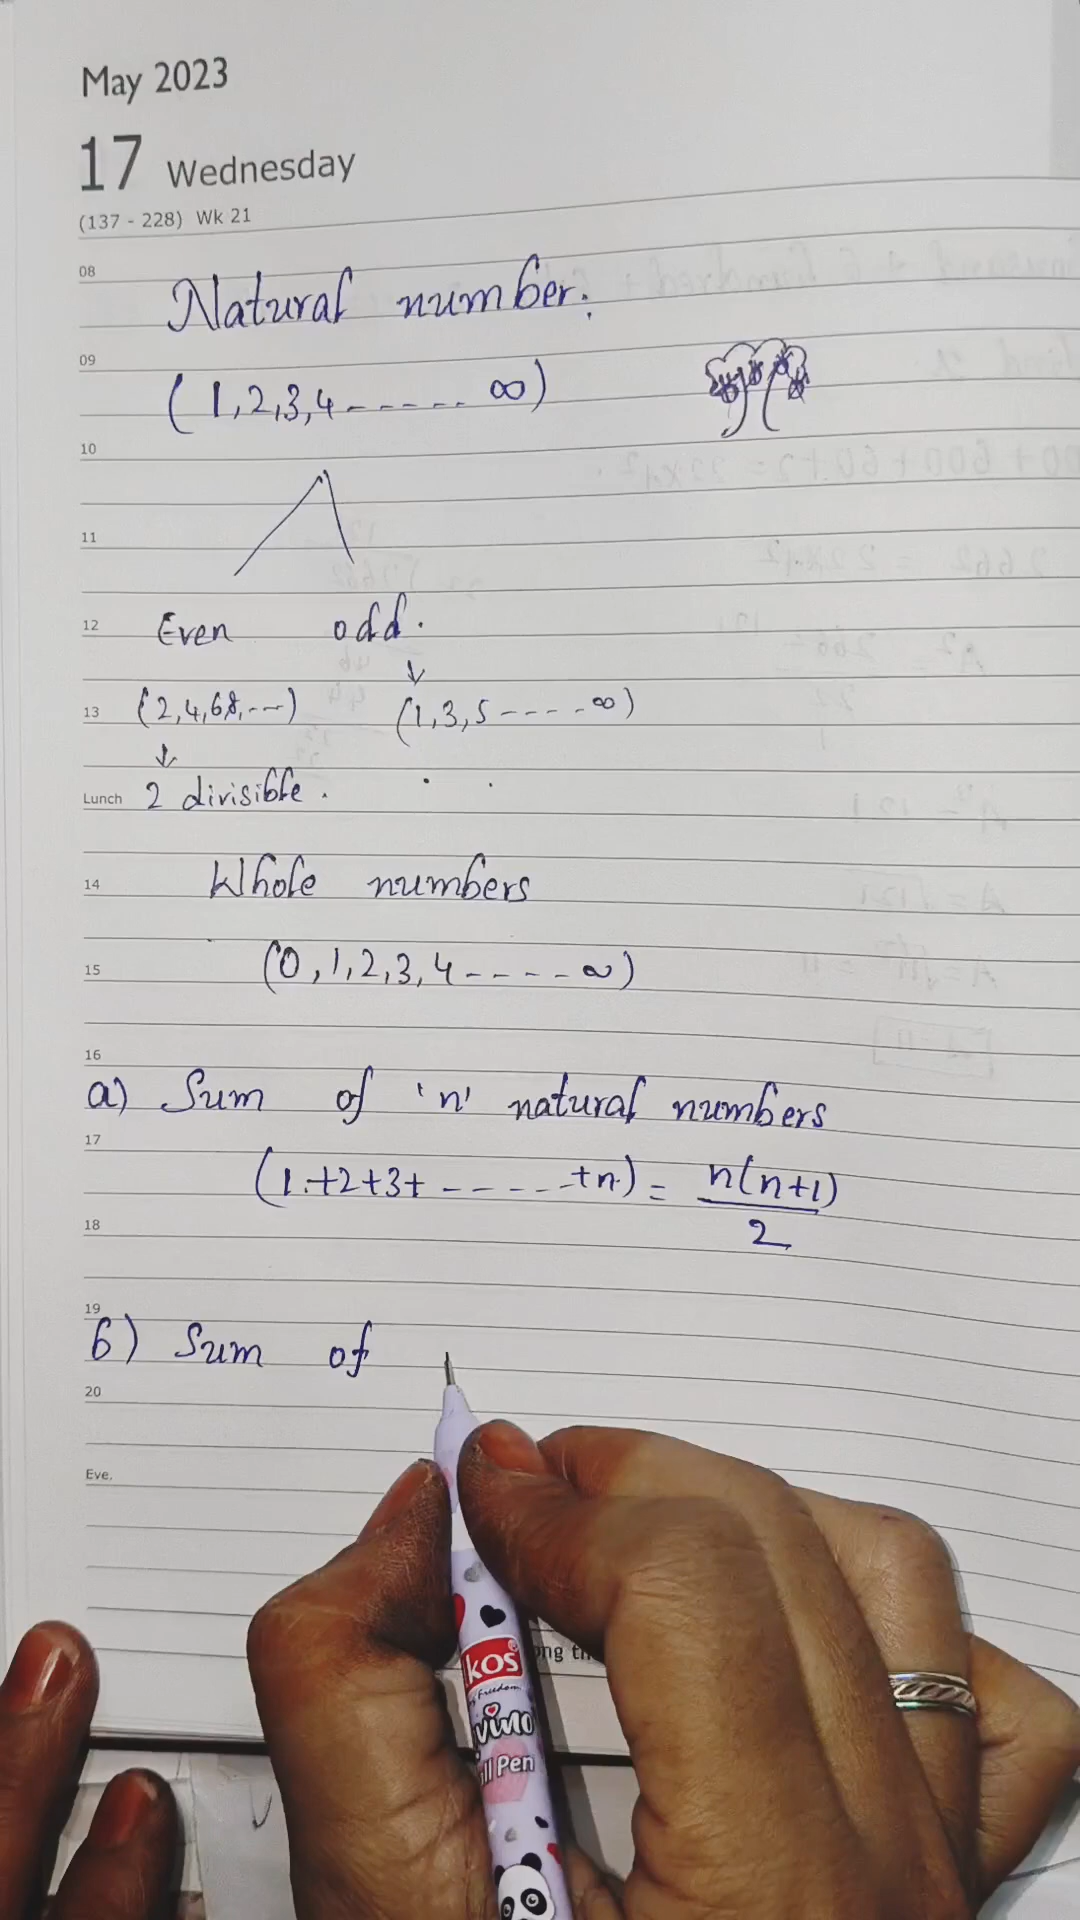 May 2023
17 Wednesday
(137 - 228) Wk 21
08
Natural number.
09
(1,2,3,4------ ∞)
10
11
12 Even odd.
↓
13 (2,4,6,8,---) (1,3,5-----∞)
↓
Lunch 2 divisible.
14 Whole numbers
15 (0,1,2,3,4-----∞)
16
a) Sum of 'n' natural numbers
17
(1+2+3+------+n) = n(n+1)
18 2
19
b) Sum of
20
Eve.
ong th
kos®
vino
ll Pen